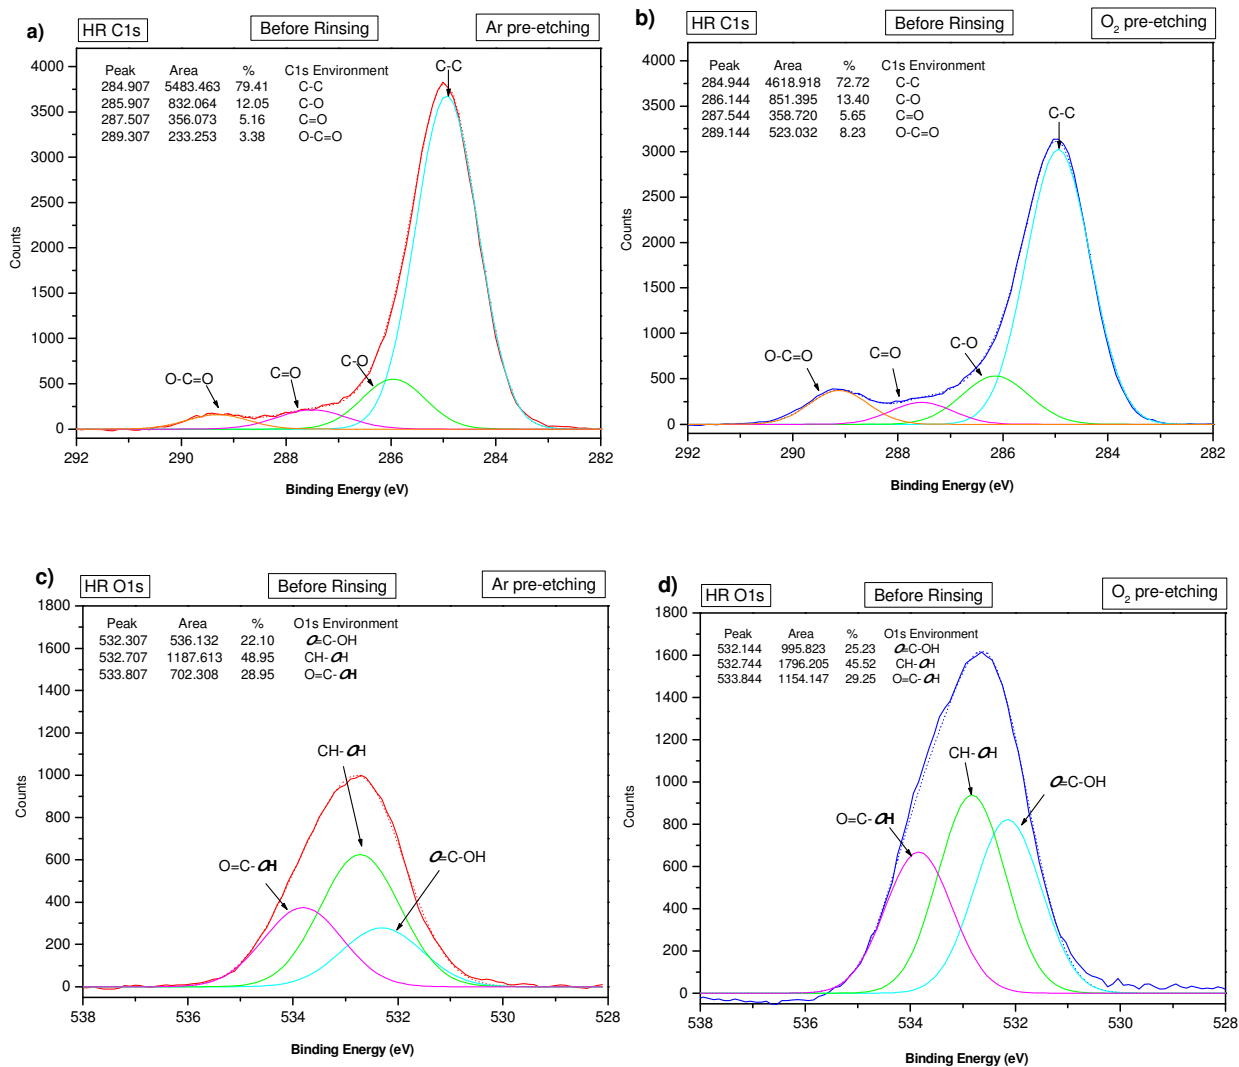 a)
HR C1s
Before Rinsing
Ar pre-etching
Peak Area % C1s Environment
284.907 5483.463 79.41 C-C
285.907 832.064 12.05 C-O
287.507 356.073 5.16 C=O
289.307 233.253 3.38 O-C=O
C-C
C-O
C=O
O-C=O
4000
3500
3000
2500
2000
1500
1000
500
0
Counts
292 290 288 286 284 282
Binding Energy (eV)
b)
HR C1s
Before Rinsing
O₂ pre-etching
Peak Area % C1s Environment
284.944 4618.918 72.72 C-C
286.144 851.395 13.40 C-O
287.544 358.720 5.65 C=O
289.144 523.032 8.23 O-C=O
C-C
C-O
C=O
O-C=O
4000
3500
3000
2500
2000
1500
1000
500
0
Counts
292 290 288 286 284 282
Binding Energy (eV)
c)
HR O1s
Before Rinsing
Ar pre-etching
Peak Area % O1s Environment
532.307 536.132 22.10 O=C-OH
532.707 1187.613 48.95 CH-OH
533.807 702.308 28.95 O=C-OH
CH-OH
O=C-OH
O=C-OH
1800
1600
1400
1200
1000
800
600
400
200
0
Counts
538 536 534 532 530 528
Binding Energy (eV)
d)
HR O1s
Before Rinsing
O₂ pre-etching
Peak Area % O1s Environment
532.144 995.823 25.23 O=C-OH
532.744 1796.205 45.52 CH-OH
533.844 1154.147 29.25 O=C-OH
CH-OH
O=C-OH
O=C-OH
1800
1600
1400
1200
1000
800
600
400
200
0
Counts
538 536 534 532 530 528
Binding Energy (eV)